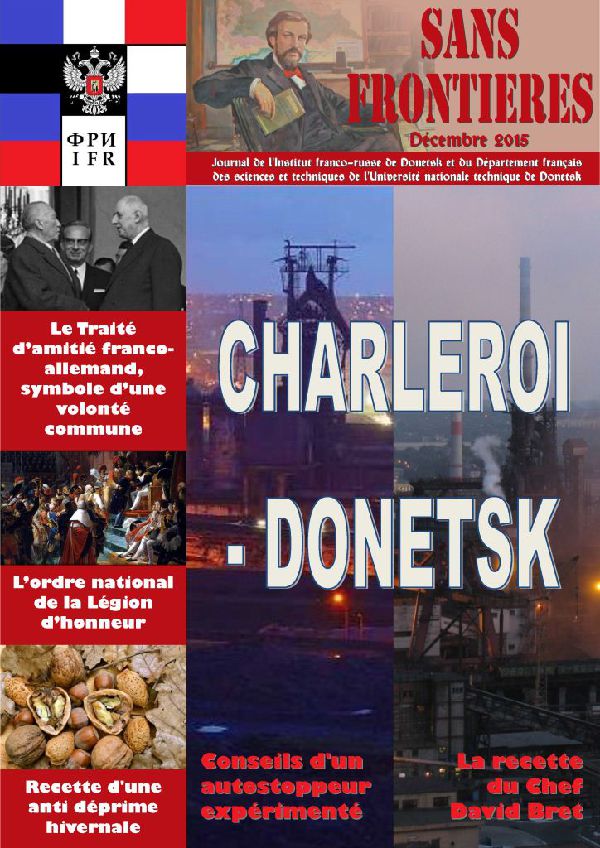 ФРИ
IFR
SANS
FRONTIERES
Décembre 2015
Journal de l'Institut franco-russe de Donetsk et du Département français
des sciences et techniques de l'Université nationale technique de Donetsk
Le Traité
d'amitié franco-
allemand,
symbole d'une
volonté
commune
L'ordre national
de la Légion
d'honneur
Recette d'une
anti déprime
hivernale
CHARLEROI
- DONETSK
Conseils d'un
autostoppeur
expérimenté
La recette
du Chef
David Bret